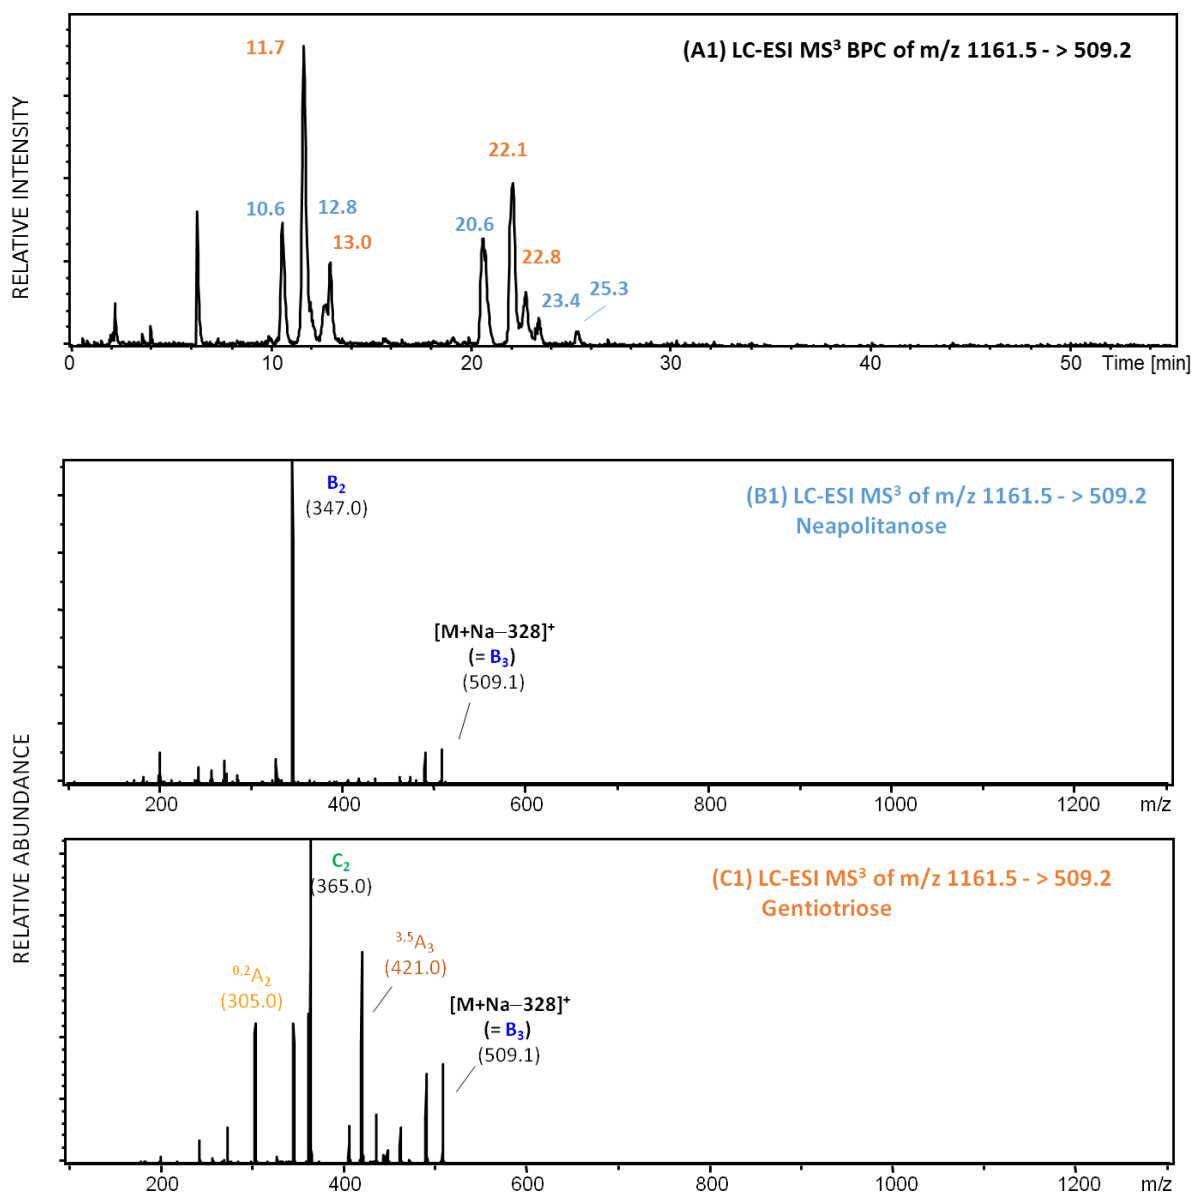 (A1) LC-ESI MS³ BPC of m/z 1161.5 - > 509.2
RELATIVE INTENSITY
11.7
10.6
12.8
13.0
22.1
20.6
22.8
23.4
25.3
0 10 20 30 40 50 Time [min]
RELATIVE ABUNDANCE
B₂
(347.0)
(B1) LC-ESI MS³ of m/z 1161.5 - > 509.2
Neapolitanose
[M+Na−328]⁺
(= B₃)
(509.1)
200 400 600 800 1000 1200 m/z
C₂
(365.0)
(C1) LC-ESI MS³ of m/z 1161.5 - > 509.2
Gentiotriose
0,2A₂
(305.0)
3,5A₃
(421.0)
[M+Na−328]⁺
(= B₃)
(509.1)
200 400 600 800 1000 1200 m/z